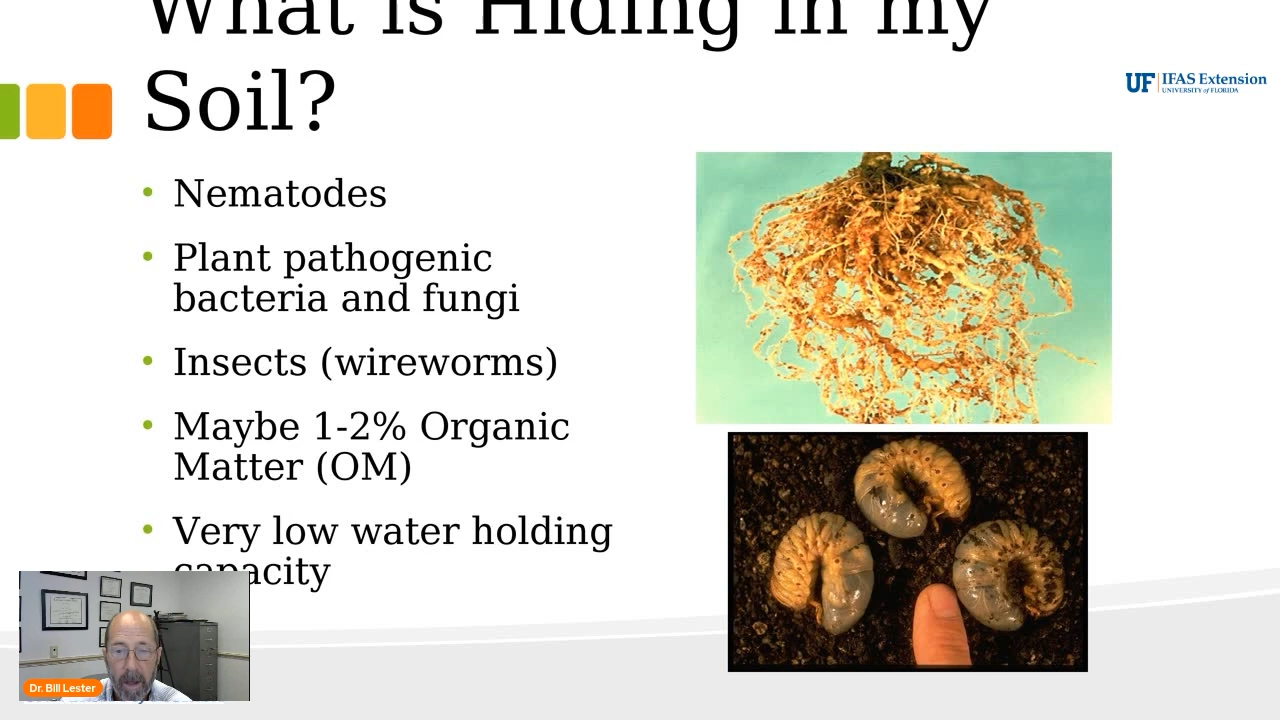 What is Hiding in my
Soil?
UF IFAS Extension
UNIVERSITY of FLORIDA
• Nematodes
• Plant pathogenic
bacteria and fungi
• Insects (wireworms)
• Maybe 1-2% Organic
Matter (OM)
• Very low water holding
capacity
Dr. Bill Lester